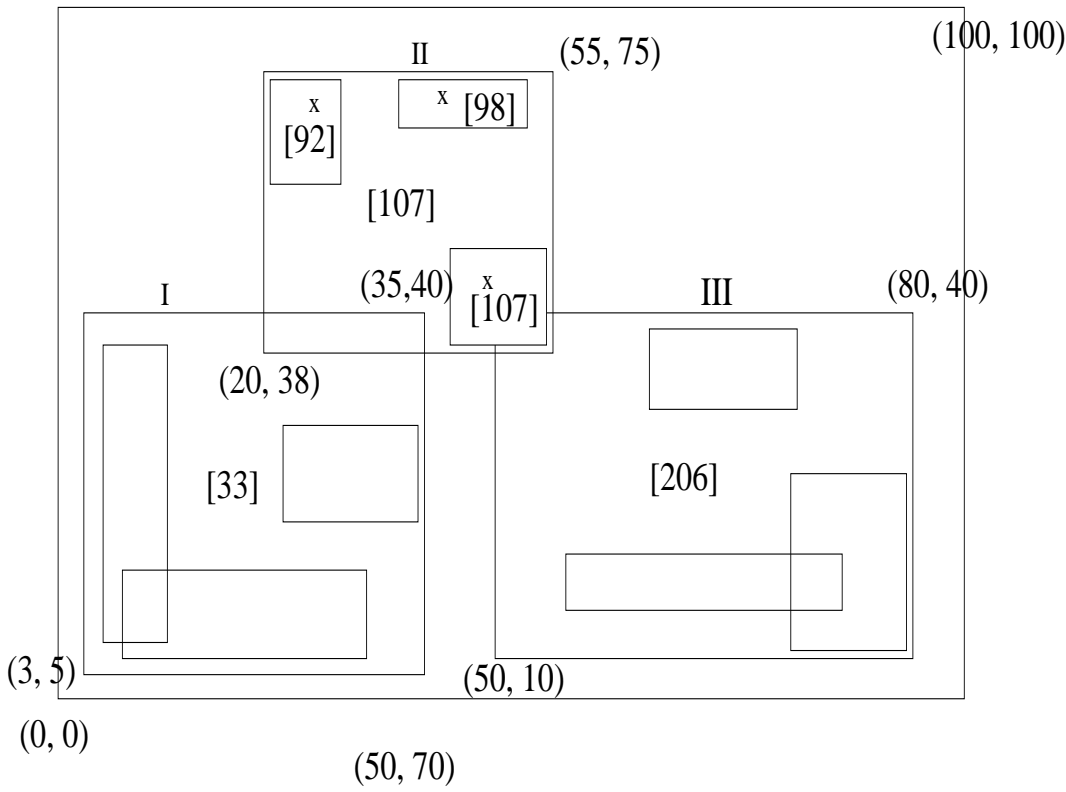 (100, 100)
II
(55, 75)
x
x
[98]
[92]
[107]
I
(35,40)
x
[107]
III
(80, 40)
(20, 38)
[33]
[206]
(3, 5)
(50, 10)
(0, 0)
(50, 70)